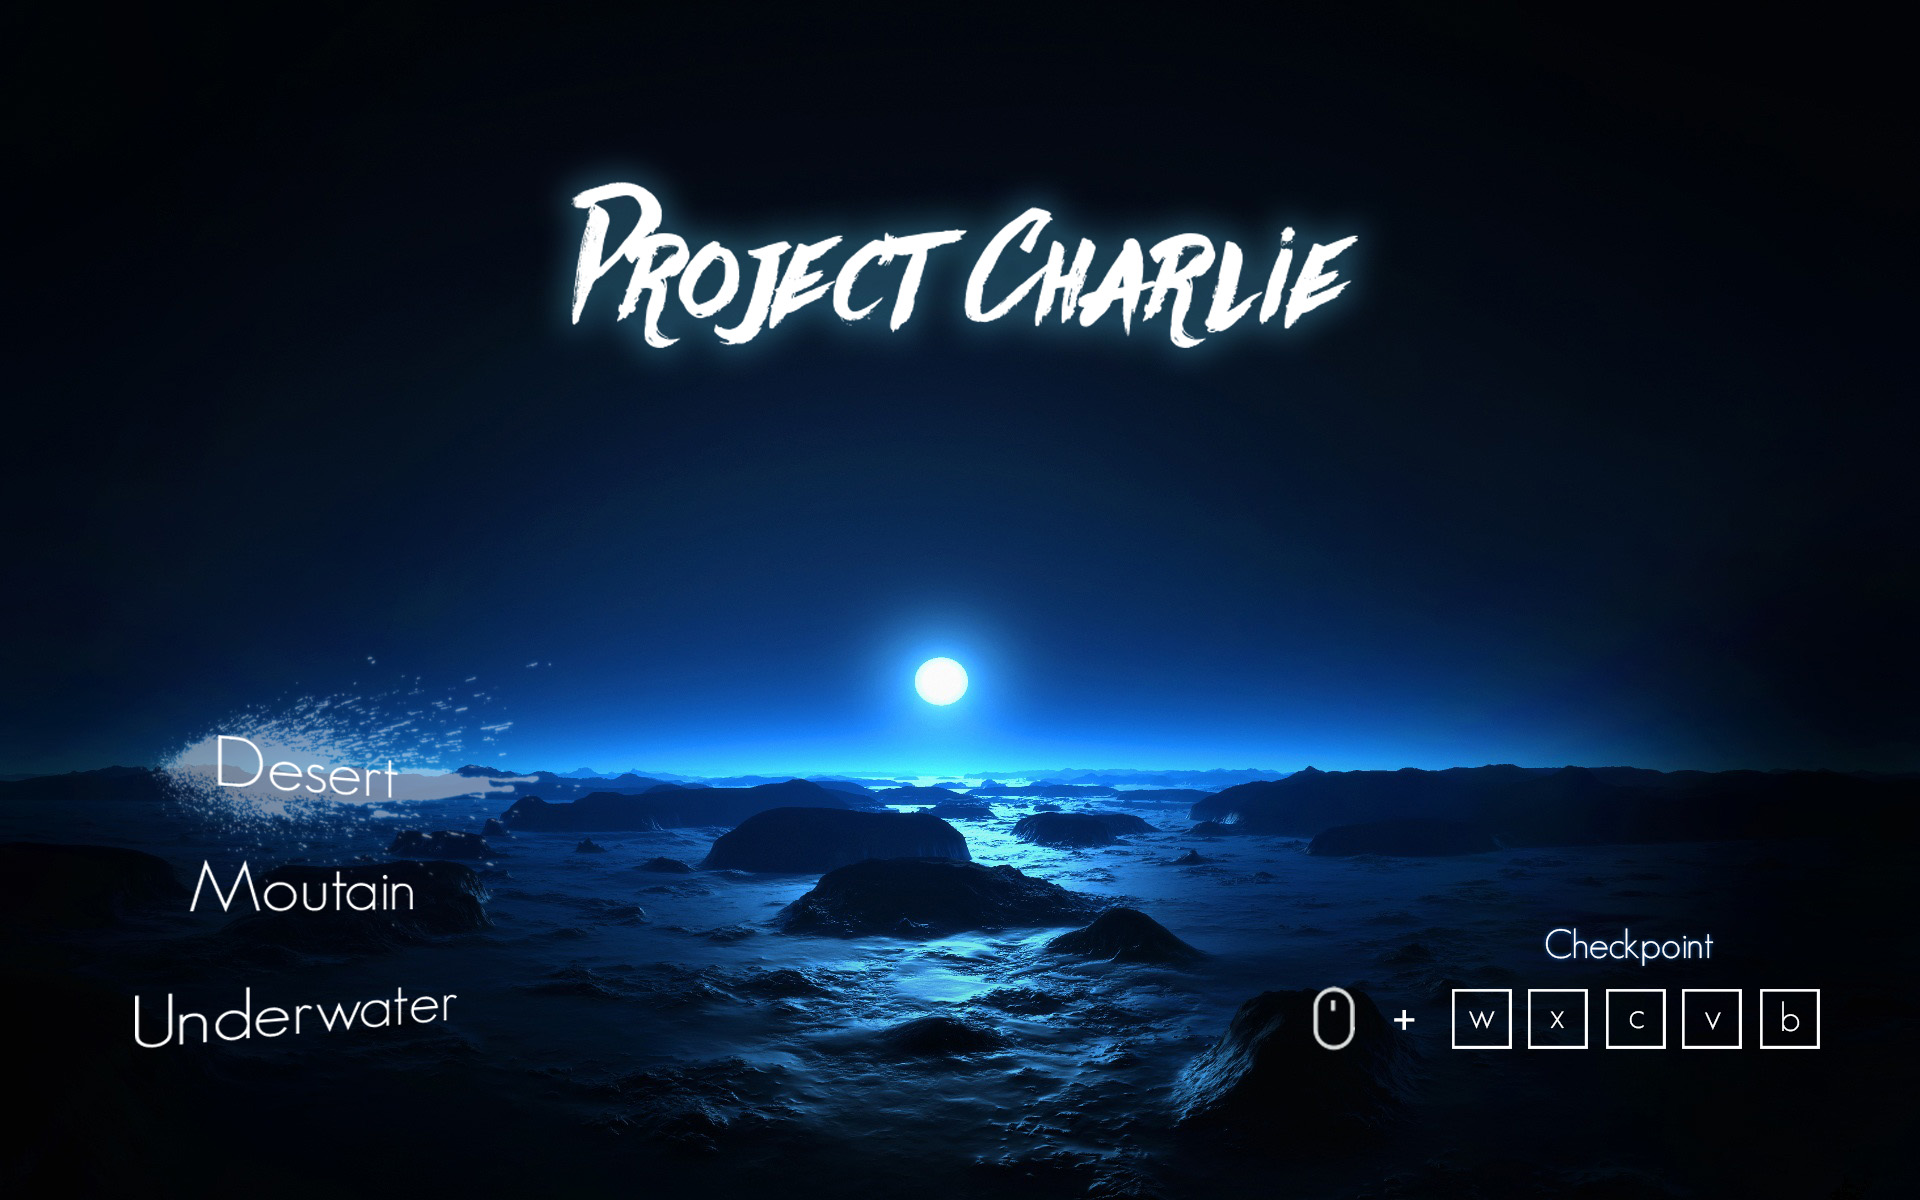 Project Charlie
Desert
Moutain
Underwater
Checkpoint
+ w x c v b